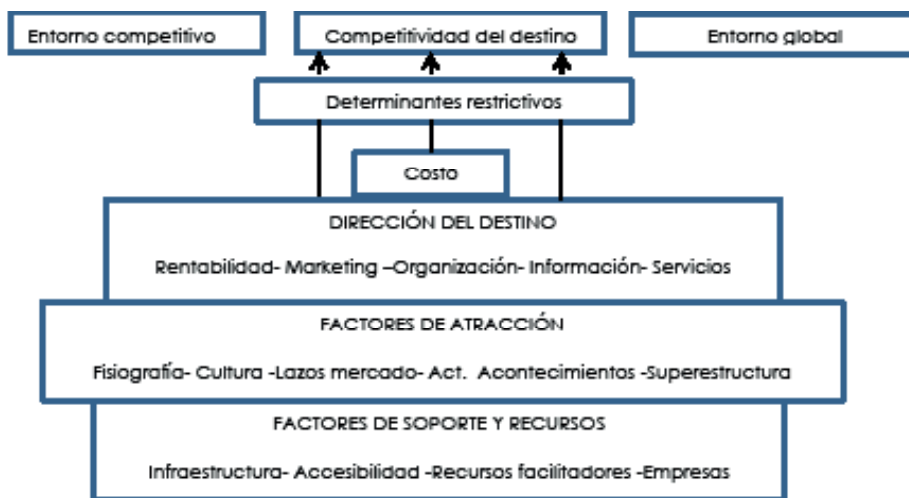 Entorno competitivo
Competitividad del destino
Entorno global
Determinantes restrictivos
Costo
DIRECCIÓN DEL DESTINO
Rentabilidad- Marketing –Organización- Información- Servicios
FACTORES DE ATRACCIÓN
Fisiografía- Cultura -Lazos mercado- Act. Acontecimientos -Superestructura
FACTORES DE SOPORTE Y RECURSOS
Infraestructura- Accesibilidad -Recursos facilitadores -Empresas